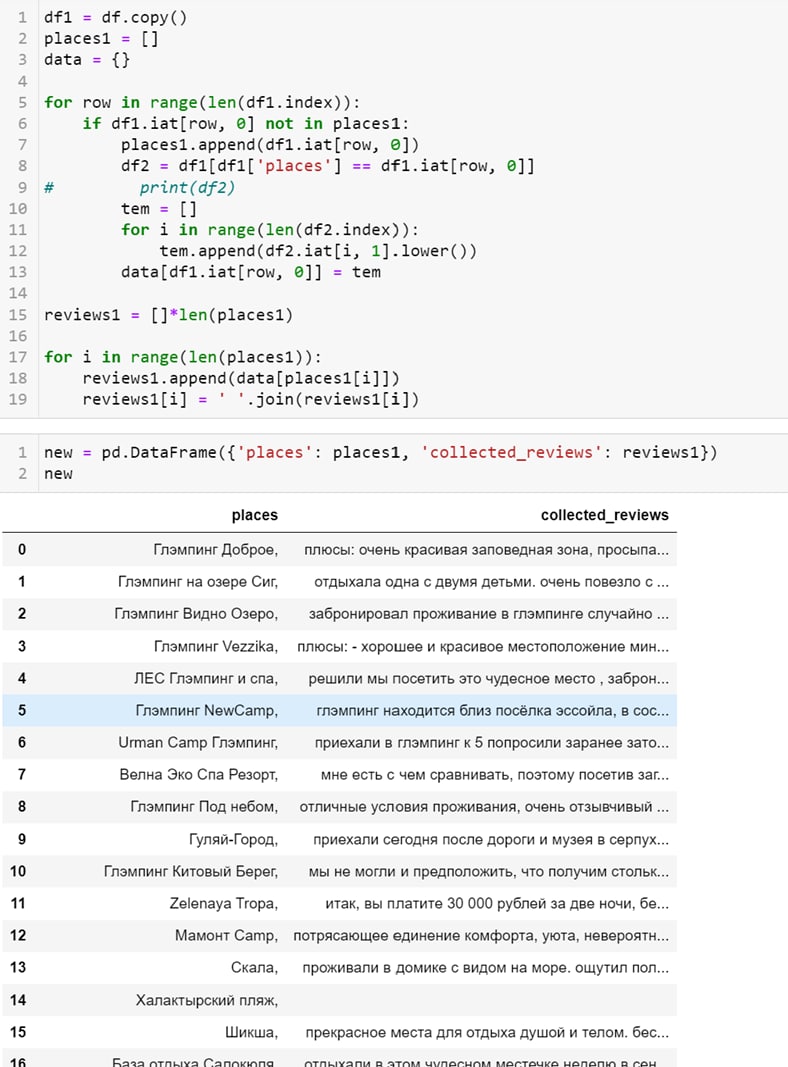 1 df1 = df.copy()
2 places1 = []
3 data = {}
4
5 for row in range(len(df1.index)):
6     if df1.iat[row, 0] not in places1:
7         places1.append(df1.iat[row, 0])
8         df2 = df1[df1['places'] == df1.iat[row, 0]]
9 #         print(df2)
10         tem = []
11         for i in range(len(df2.index)):
12             tem.append(df2.iat[i, 1].lower())
13         data[df1.iat[row, 0]] = tem
14
15 reviews1 = []*len(places1)
16
17 for i in range(len(places1)):
18     reviews1.append(data[places1[i]])
19     reviews1[i] = ' '.join(reviews1[i])
1 new = pd.DataFrame({'places': places1, 'collected_reviews': reviews1})
2 new
places collected_reviews
0 Глэмпинг Доброе, плюсы: очень красивая заповедная зона, просыпа...
1 Глэмпинг на озере Сиг, отдыхала одна с двумя детьми. очень повезло с ...
2 Глэмпинг Видно Озеро, забронировал проживание в глэмпинге случайно ...
3 Глэмпинг Vezzika, плюсы: - хорошее и красивое местоположение мин...
4 ЛЕС Глэмпинг и спа, решили мы посетить это чудесное место , заброн...
5 Глэмпинг NewCamp, глэмпинг находится близ посёлка эссойла, в сос...
6 Urman Camp Глэмпинг, приехали в глэмпинг к 5 попросили заранее зато...
7 Велна Эко Спа Резорт, мне есть с чем сравнивать, поэтому посетив заг...
8 Глэмпинг Под небом, отличные условия проживания, очень отзывчивый ...
9 Гуляй-Город, приехали сегодня после дороги и музея в серпух...
10 Глэмпинг Китовый Берег, мы не могли и предположить, что получим стольк...
11 Zelenaya Tropa, итак, вы платите 30 000 рублей за две ночи, бе...
12 Мамонт Camp, потрясающее единение комфорта, уюта, невероятн...
13 Скала, проживали в домике с видом на море. ощутил пол...
14 Халактырский пляж,
15 Шикша, прекрасное места для отдыха душой и телом. бес...
16 База отдыха Салокюля, отдыхали в этом чудесном местечке неделю в сен...